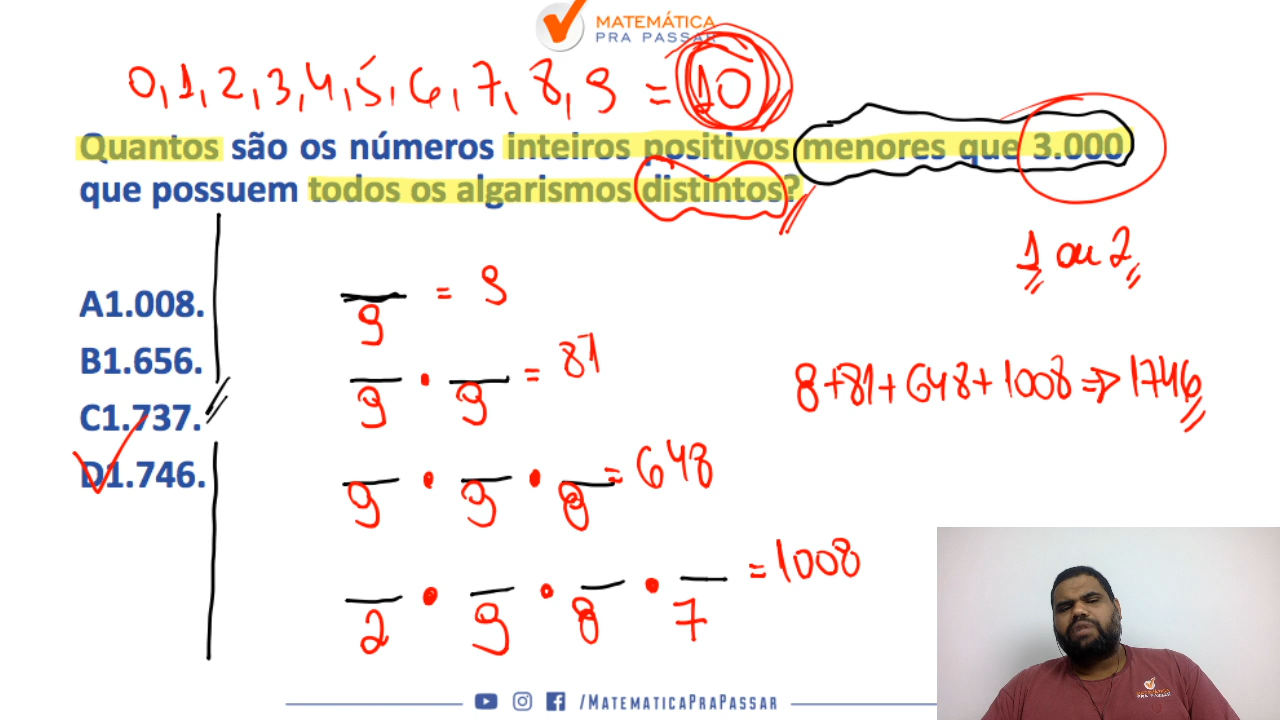 MATEMÁTICA
PRA PASSAR
0, 1, 2, 3, 4, 5, 6, 7, 8, 9 = 10
Quantos são os números inteiros positivos menores que 3.000
que possuem todos os algarismos distintos?
1 ou 2
A1.008.
B1.656.
C1.737.
D1.746.
9 = 9
9 · 9 = 81
9 · 9 · 8 = 648
2 · 9 · 8 · 7 = 1008
8+81+648+1008 => 1746
MATEMÁTICA
PRA PASSAR
/MATEMATICAPRAPASSAR